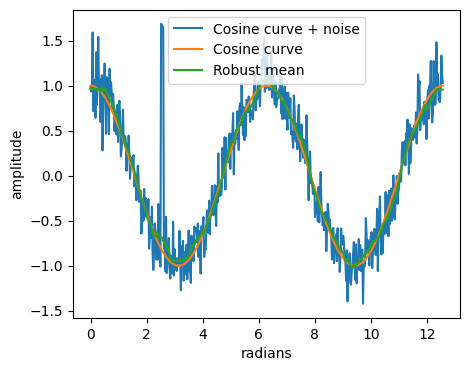 Cosine curve + noise
Cosine curve
Robust mean
amplitude
1.5
1.0
0.5
0.0
−0.5
−1.0
−1.5
0 2 4 6 8 10 12
radians